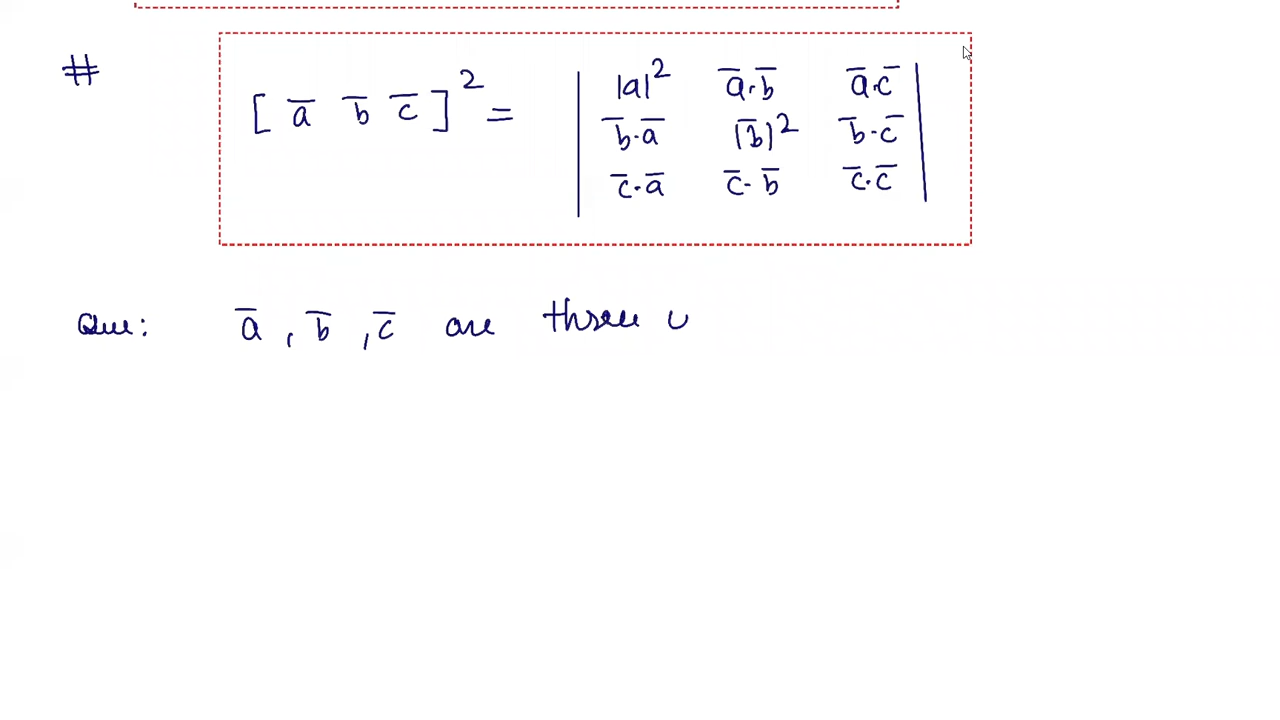 # [ a̅ b̅ c̅ ]² = | |a|² a̅·b̅ a̅·c̅ |
| b̅·a̅ |b̅|² b̅·c̅ |
| c̅·a̅ c̅·b̅ c̅·c̅ |
Que: a̅, b̅, c̅ are three u